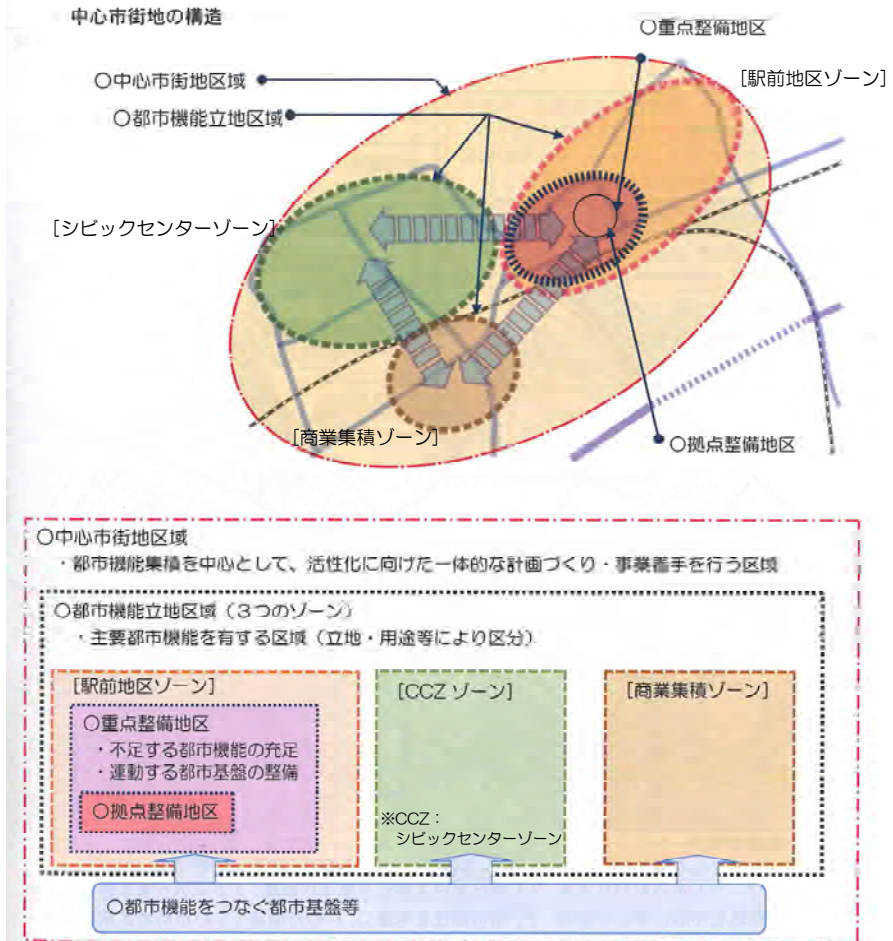 中心市街地の構造
○重点整備地区
[駅前地区ゾーン]
○中心市街地区域
○都市機能立地区域
[シビックセンターゾーン]
[商業集積ゾーン]
○拠点整備地区
○中心市街地区域
・都市機能集積を中心として、活性化に向けた一体的な計画づくり・事業着手を行う区域
○都市機能立地区域（３つのゾーン）
・主要都市機能を有する区域（立地・用途等により区分）
[駅前地区ゾーン]
[CCZ ゾーン]
[商業集積ゾーン]
○重点整備地区
・不足する都市機能の充足
・運動する都市基盤の整備
○拠点整備地区
※CCZ：
シビックセンターゾーン
○都市機能をつなぐ都市基盤等